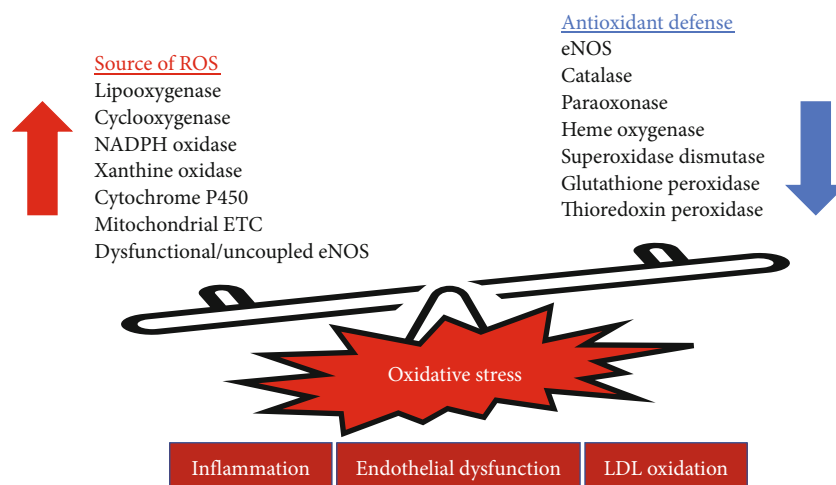 Source of ROS
Lipooxygenase
Cyclooxygenase
NADPH oxidase
Xanthine oxidase
Cytochrome P450
Mitochondrial ETC
Dysfunctional/uncoupled eNOS
Antioxidant defense
eNOS
Catalase
Paraoxonase
Heme oxygenase
Superoxidase dismutase
Glutathione peroxidase
Thioredoxin peroxidase
Oxidative stress
Inflammation
Endothelial dysfunction
LDL oxidation